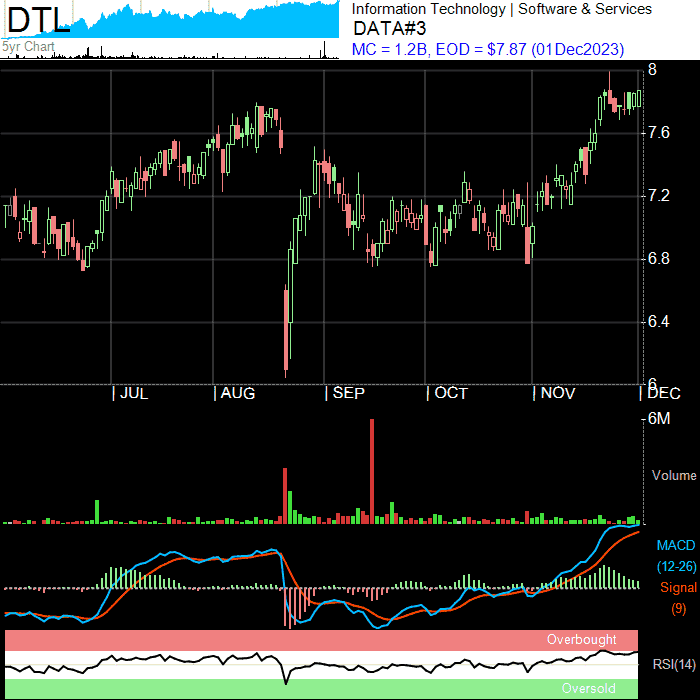 DTL
Information Technology | Software & Services
DATA#3
5yr Chart
MC = 1.2B, EOD = $7.87 (01Dec2023)
8
7.6
7.2
6.8
6.4
6
| JUL | AUG | SEP | OCT | NOV | DEC
6M
Volume
MACD
(12-26)
Signal
(9)
Overbought
RSI(14)
Oversold